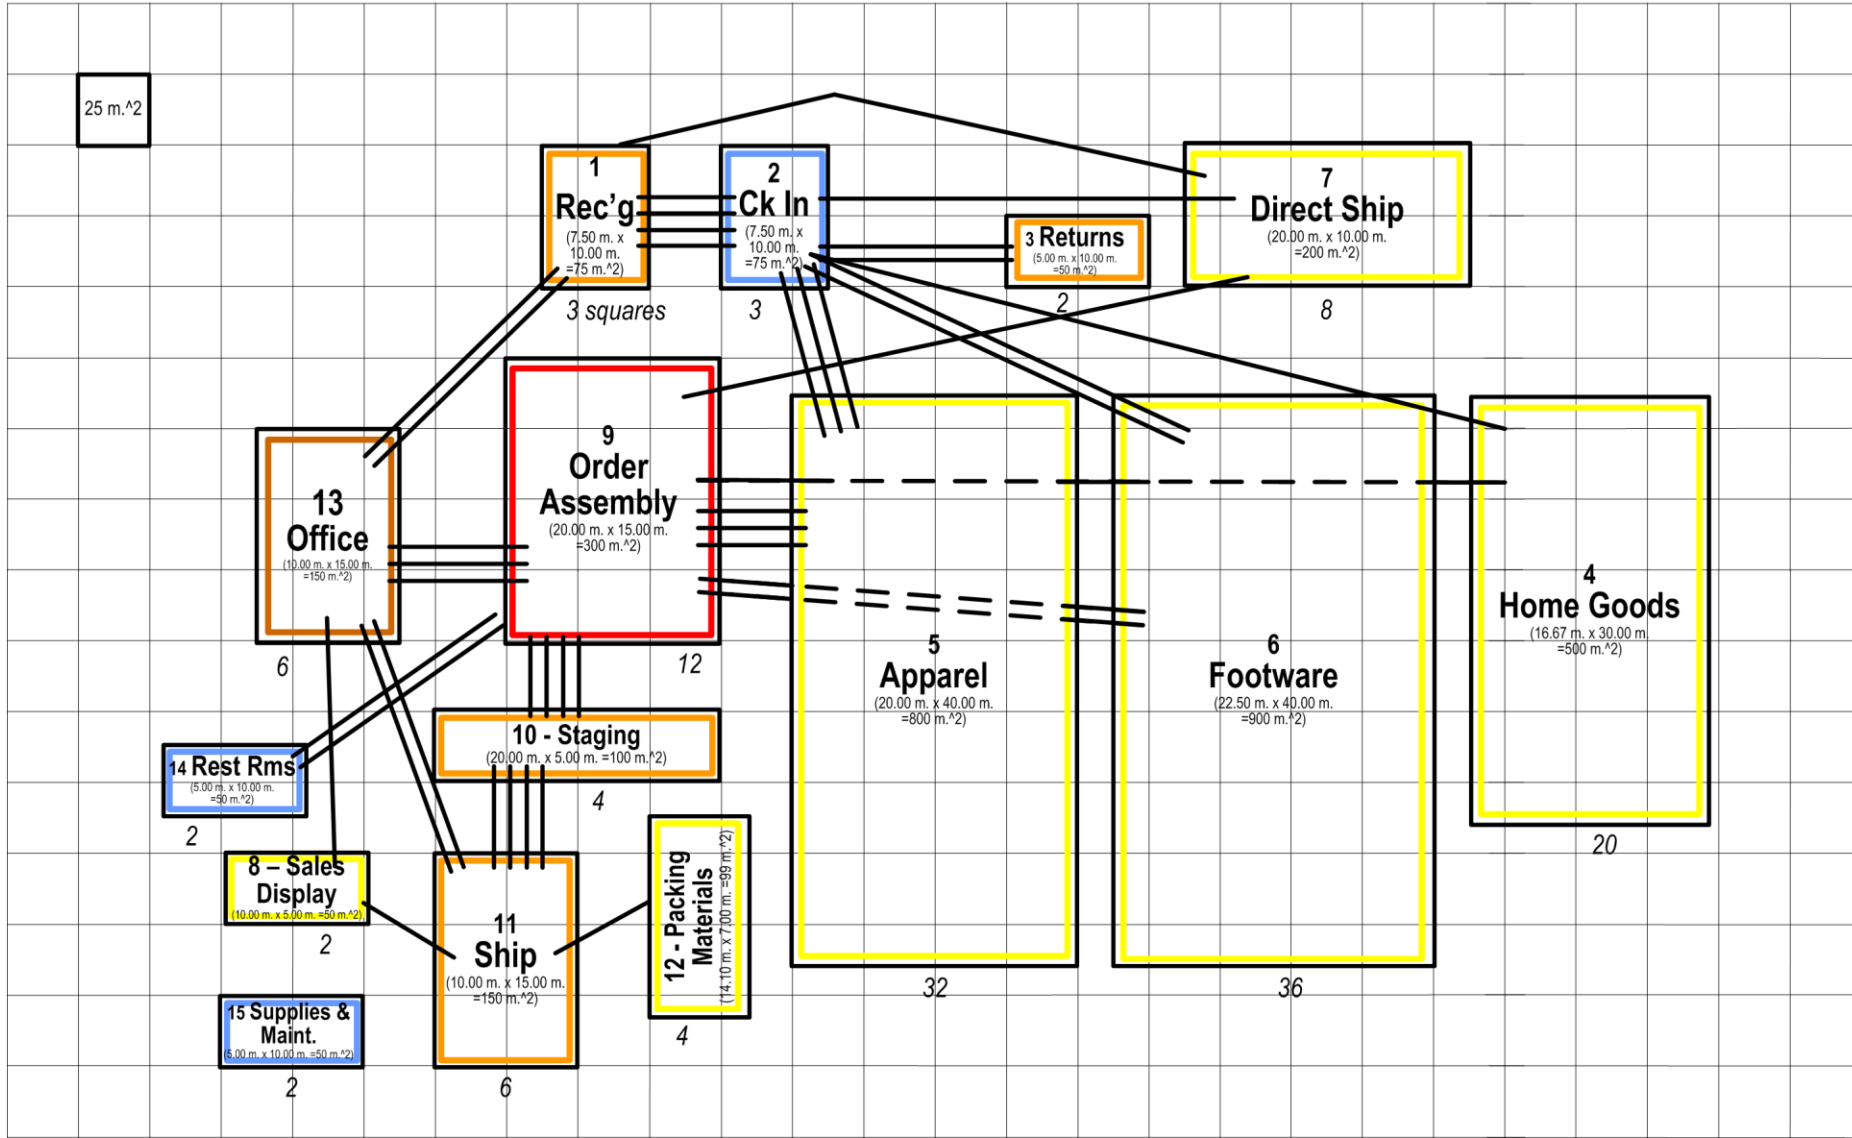 25 m.^2
1
Rec'g
(7.50 m. x
10.00 m.
=75 m.^2)
3 squares
2
Ck In
(7.50 m. x
10.00 m.
=75 m.^2)
3
3 Returns
(5.00 m. x 10.00 m.
=50 m.^2)
2
7
Direct Ship
(20.00 m. x 10.00 m.
=200 m.^2)
8
9
Order
Assembly
(20.00 m. x 15.00 m.
=300 m.^2)
12
13
Office
(10.00 m. x 15.00 m.
=150 m.^2)
6
5
Apparel
(20.00 m. x 40.00 m.
=800 m.^2)
32
6
Footware
(22.50 m. x 40.00 m.
=900 m.^2)
36
4
Home Goods
(16.67 m. x 30.00 m.
=500 m.^2)
20
10 - Staging
(20.00 m. x 5.00 m. =100 m.^2)
4
14 Rest Rms
(5.00 m. x 10.00 m.
=50 m.^2)
2
8 – Sales
Display
(10.00 m. x 5.00 m. =50 m.^2)
2
11
Ship
(10.00 m. x 15.00 m.
=150 m.^2)
6
12 - Packing
Materials
(14.10 m. x 7.00 m. =99 m.^2)
4
15 Supplies &
Maint.
(5.00 m. x 10.00 m. =50 m.^2)
2